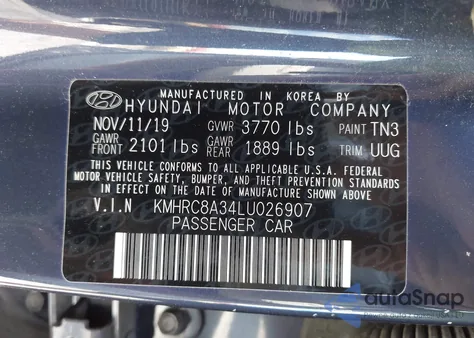 MANUFACTURED IN KOREA BY
HYUNDAI MOTOR COMPANY
NOV/11/19 GVWR 3770 lbs PAINT TN3
GAWR FRONT 2101 lbs GAWR REAR 1889 lbs TRIM UUG
THIS VEHICLE CONFORMS TO ALL APPLICABLE U.S.A. FEDERAL
MOTOR VEHICLE SAFETY, BUMPER, AND THEFT PREVENTION STANDARDS
IN EFFECT ON THE DATE OF MANUFACTURE SHOWN ABOVE
V.I.N KMHRC8A34LU026907
PASSENGER CAR
autoSnap